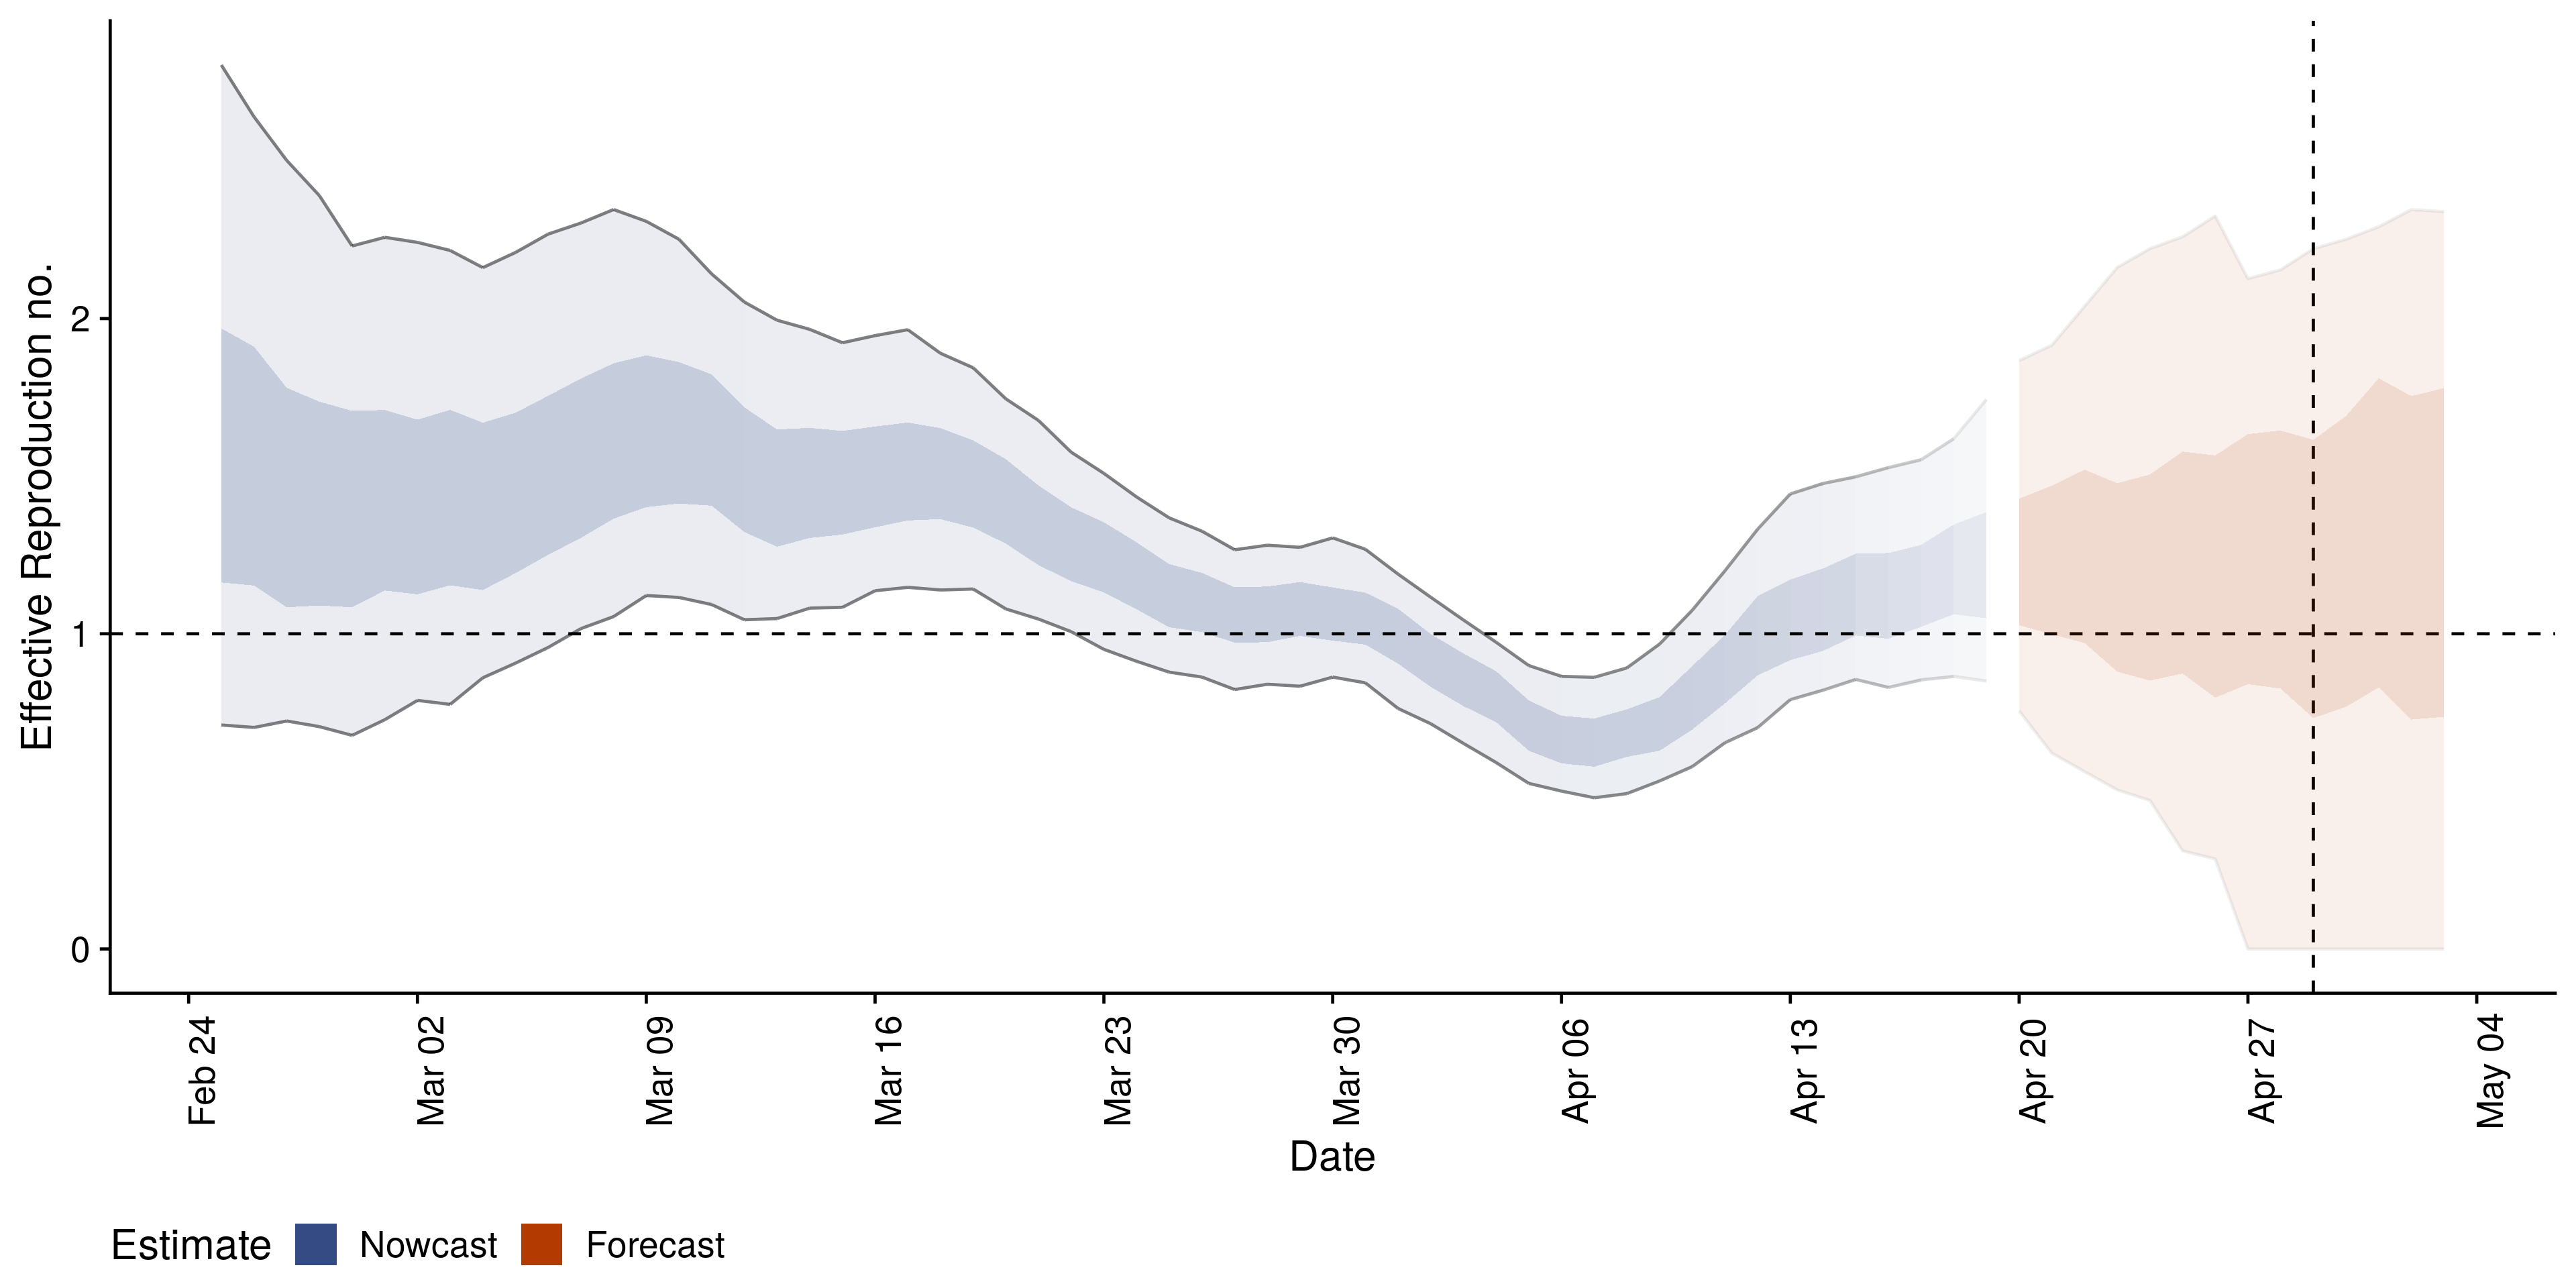 Effective Reproduction no.
2
1
0
Feb 24
Mar 02
Mar 09
Mar 16
Mar 23
Mar 30
Apr 06
Apr 13
Apr 20
Apr 27
May 04
Date
Estimate Nowcast Forecast